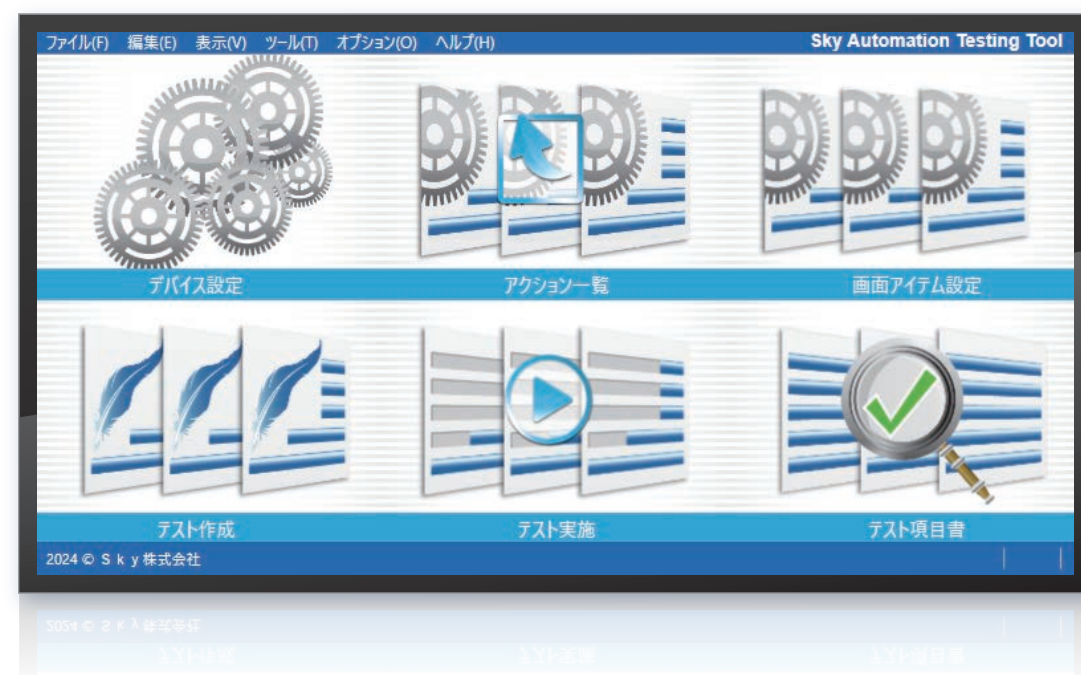 ファイル(F) 編集(E) 表示(V) ツール(T) オプション(O) ヘルプ(H) Sky Automation Testing Tool
デバイス設定 アクション一覧 画面アイテム設定
テスト作成 テスト実施 テスト項目書
2024 © Ｓｋｙ株式会社